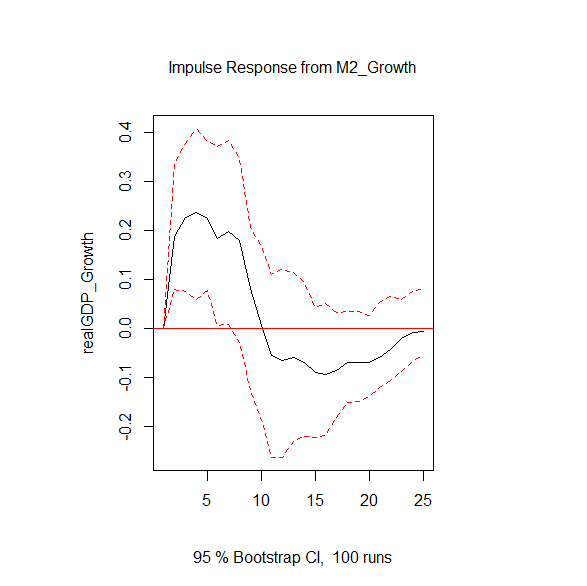 Impulse Response from M2_Growth
realGDP_Growth
0.4
0.3
0.2
0.1
0.0
-0.1
-0.2
5 10 15 20 25
95 % Bootstrap CI,  100 runs